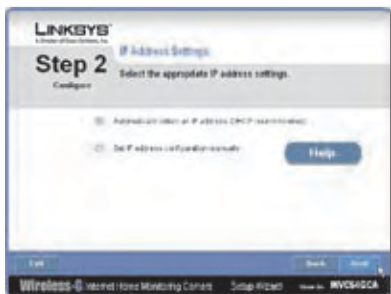 LINKSYS
A Division of Cisco Systems, Inc.
IP Address Settings
Step 2
Configure
Select the appropriate IP address settings.
Automatically obtain an IP address (DHCP recommended)
Set IP address configuration manually
Help
Exit
Back
Next
Wireless-G Internet Home Monitoring Camera
Setup Wizard
WVC54GCA